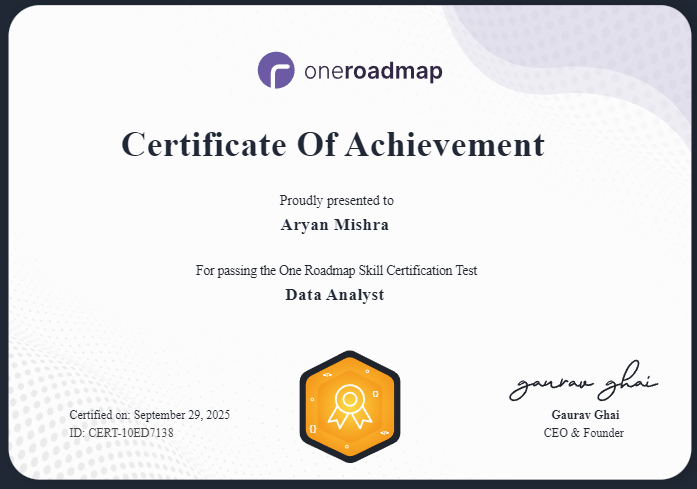 oneroadmap
Certificate Of Achievement
Proudly presented to
Aryan Mishra
For passing the One Roadmap Skill Certification Test
Data Analyst
Certified on: September 29, 2025
ID: CERT-10ED7138
gaurav ghai
Gaurav Ghai
CEO & Founder